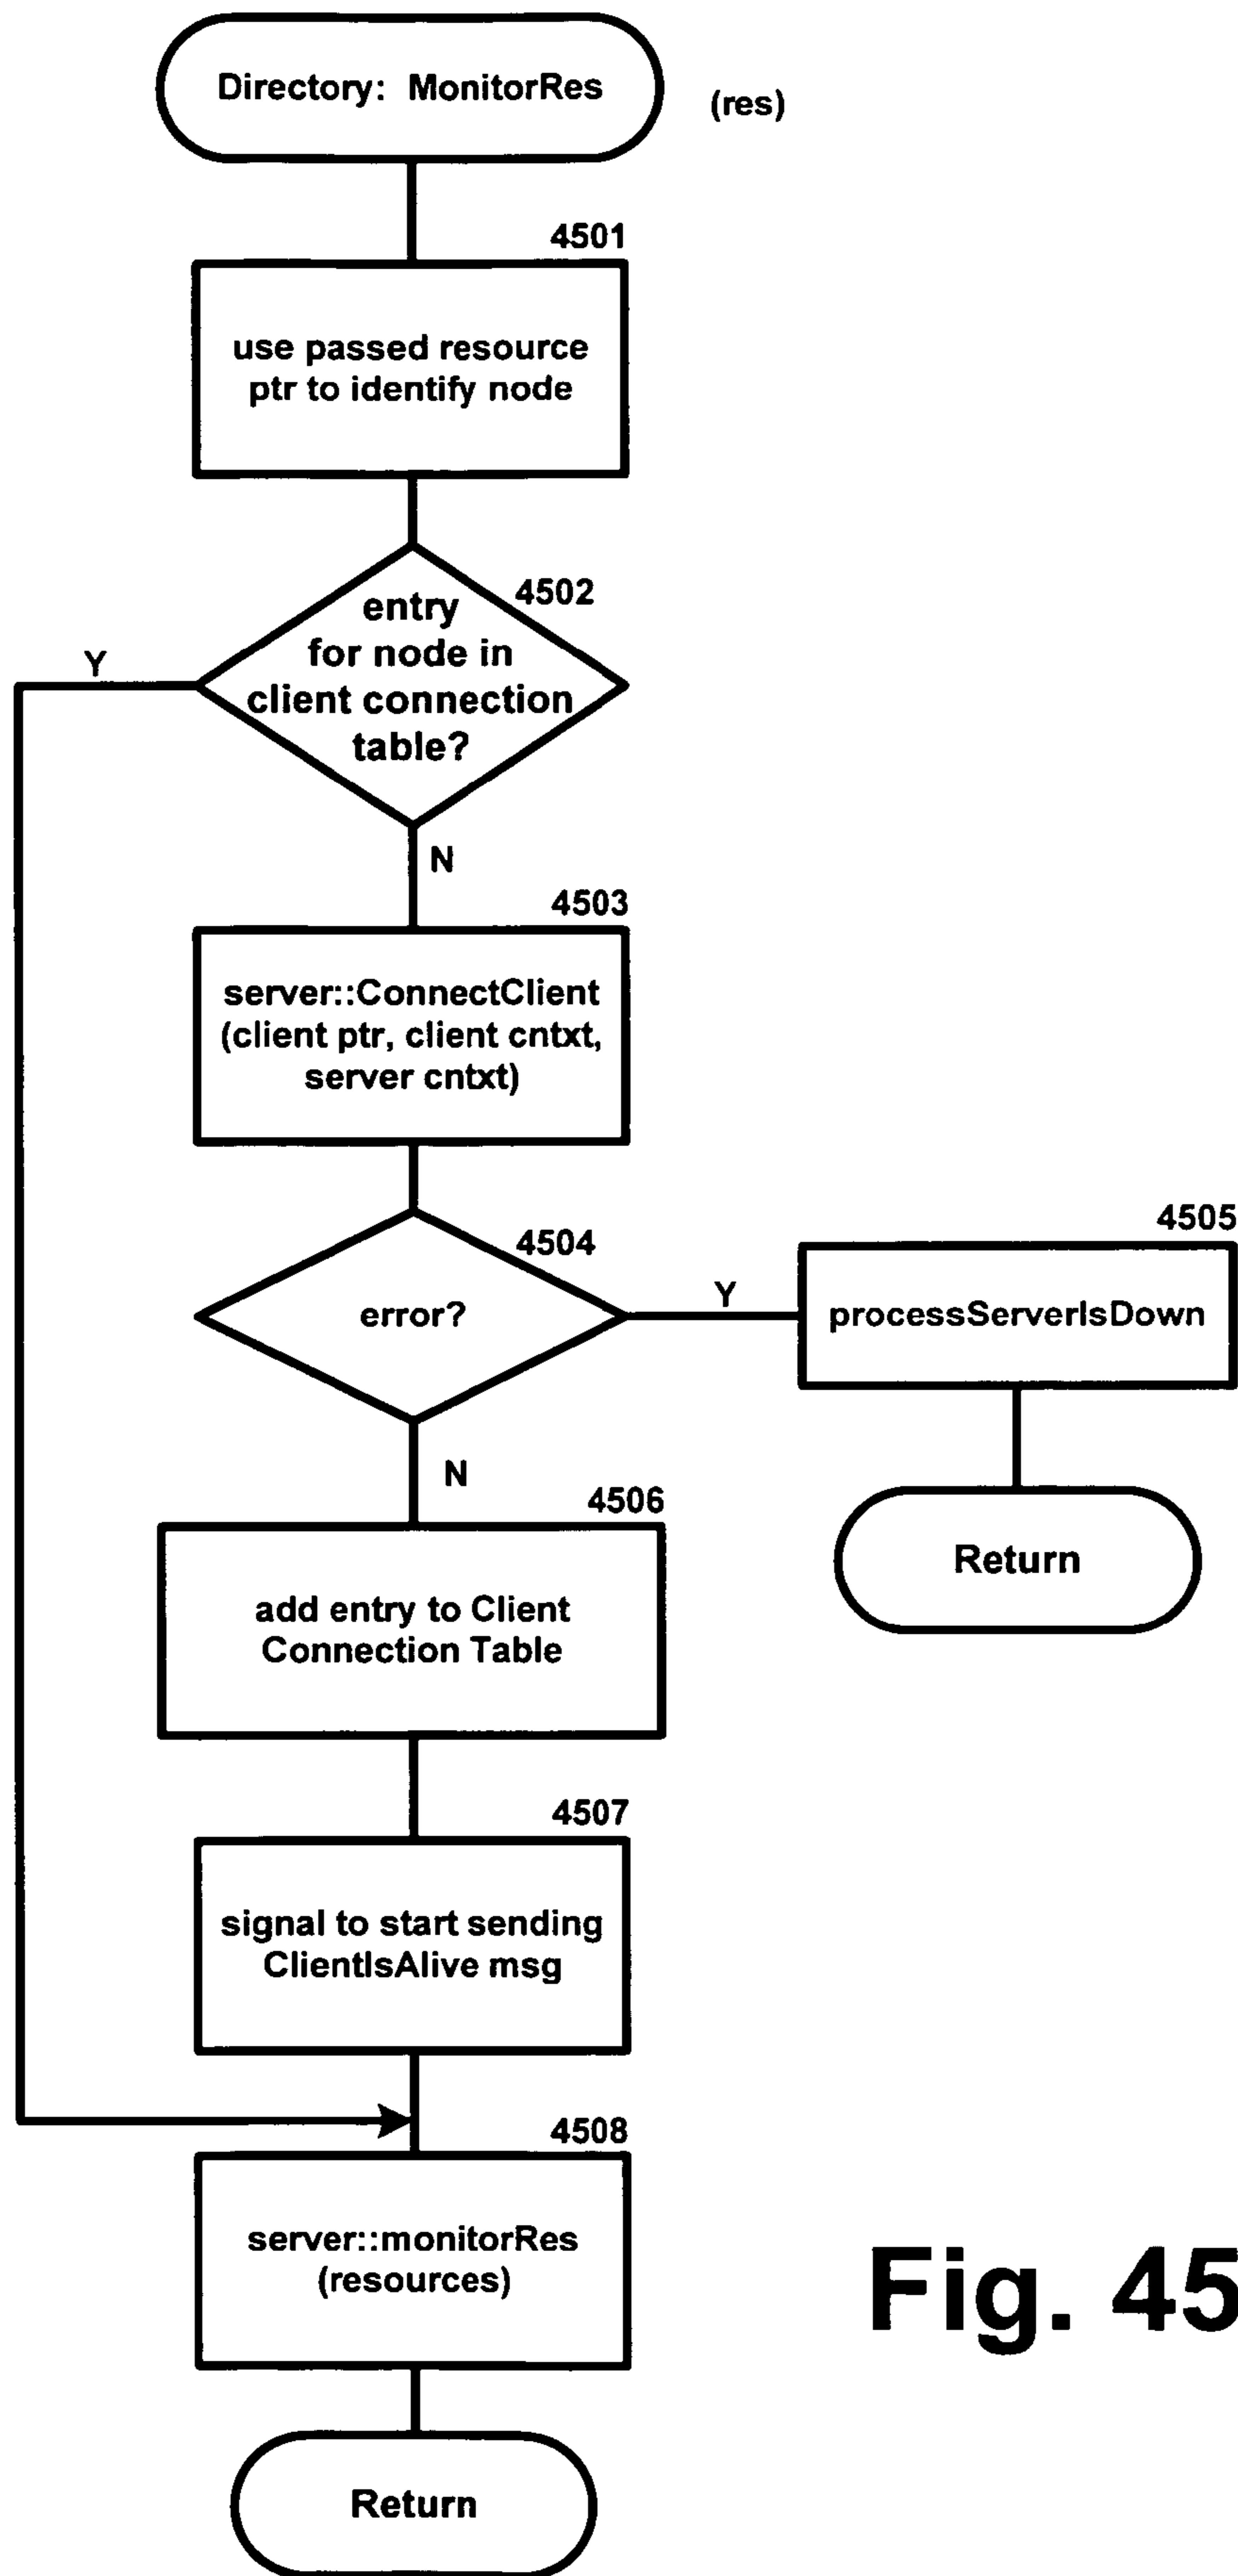 Directory: MonitorRes
(res)
4501
use passed resource
ptr to identify node
4502
entry
for node in
client connection
table?
Y
N
4503
server::ConnectClient
(client ptr, client cntxt,
server cntxt)
4504
error?
Y
4505
processServerIsDown
Return
N
4506
add entry to Client
Connection Table
4507
signal to start sending
ClientIsAlive msg
4508
server::monitorRes
(resources)
Return
Fig. 45